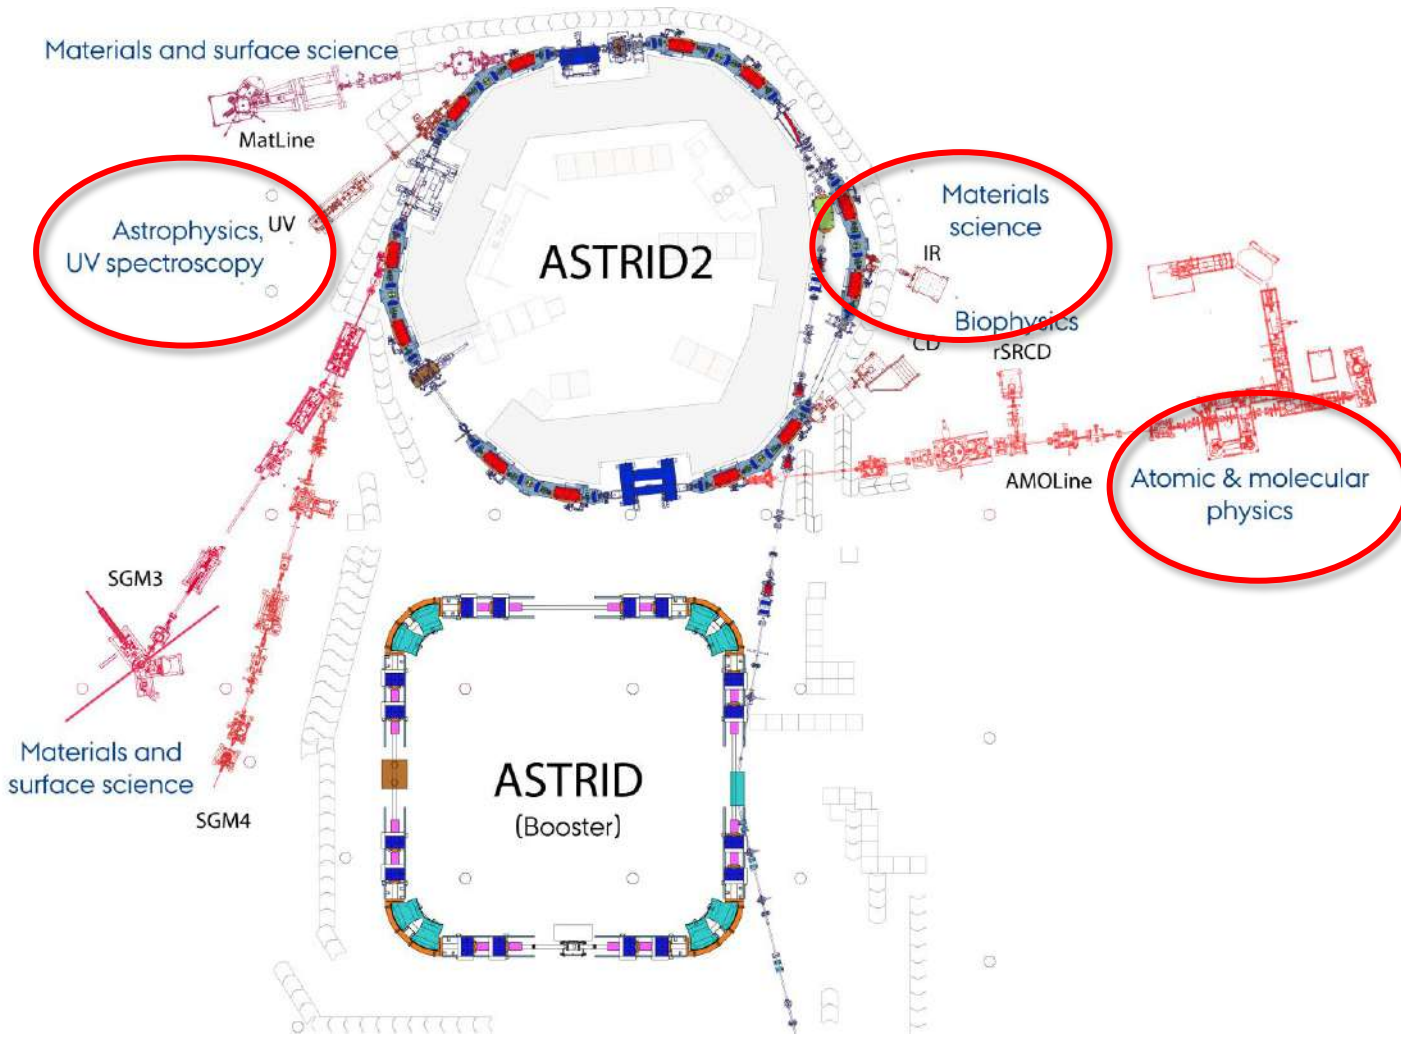 Materials and surface science
MatLine
UV
Astrophysics,
UV spectroscopy
ASTRID2
Materials
science
IR
Biophysics
CD
rSRCD
AMOLine
Atomic & molecular
physics
SGM3
Materials and
surface science
SGM4
ASTRID
(Booster)